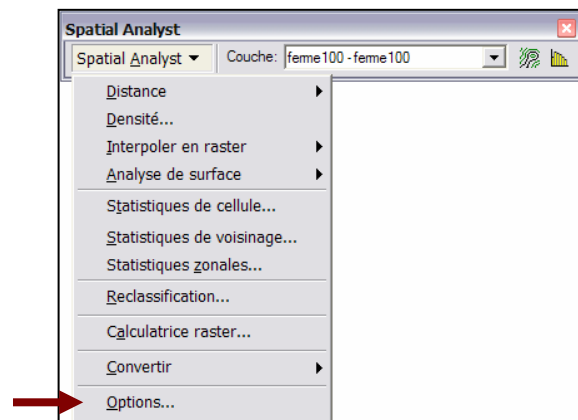 Spatial Analyst
Spatial Analyst Couche: ferme100 - ferme100
Distance
Densité...
Interpoler en raster
Analyse de surface
Statistiques de cellule...
Statistiques de voisinage...
Statistiques zonales...
Reclassification...
Calculatrice raster...
Convertir
Options...